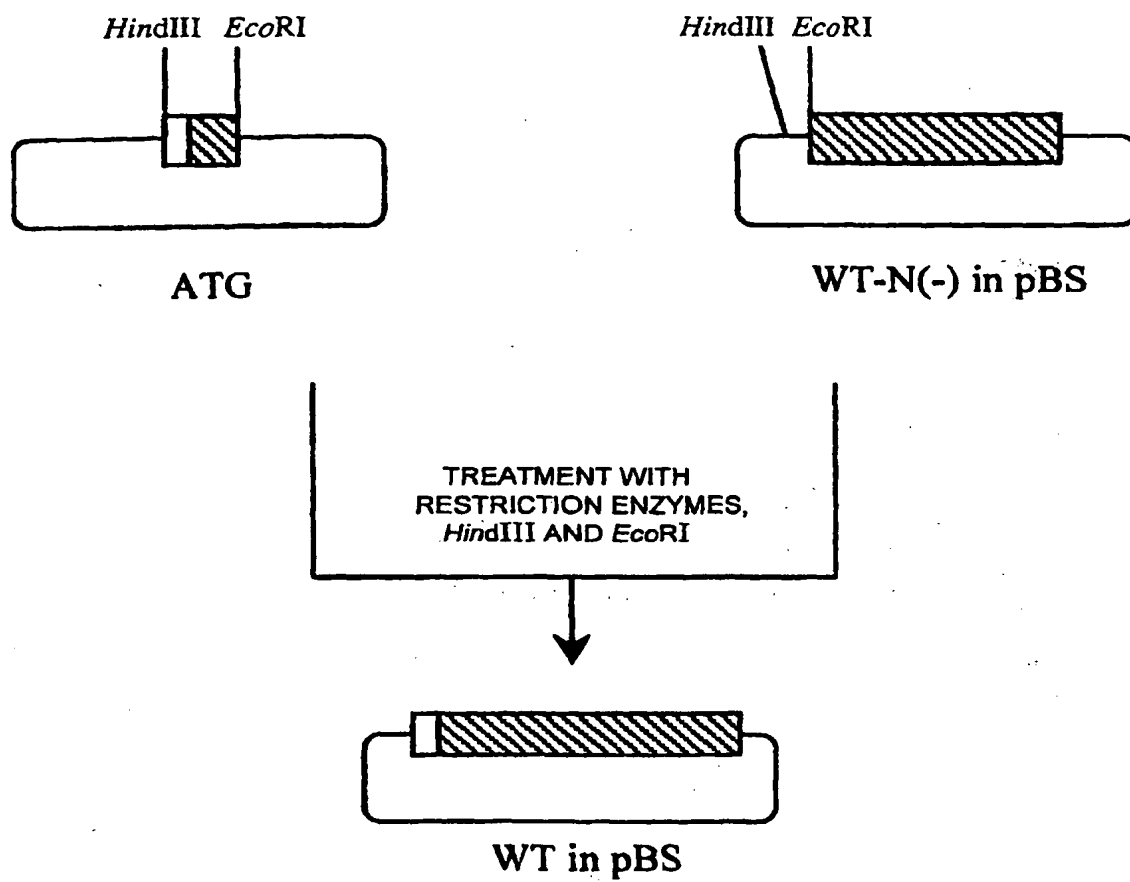 HindIII EcoRI
HindIII EcoRI
ATG
WT-N(-) in pBS
TREATMENT WITH
RESTRICTION ENZYMES,
HindIII AND EcoRI
WT in pBS